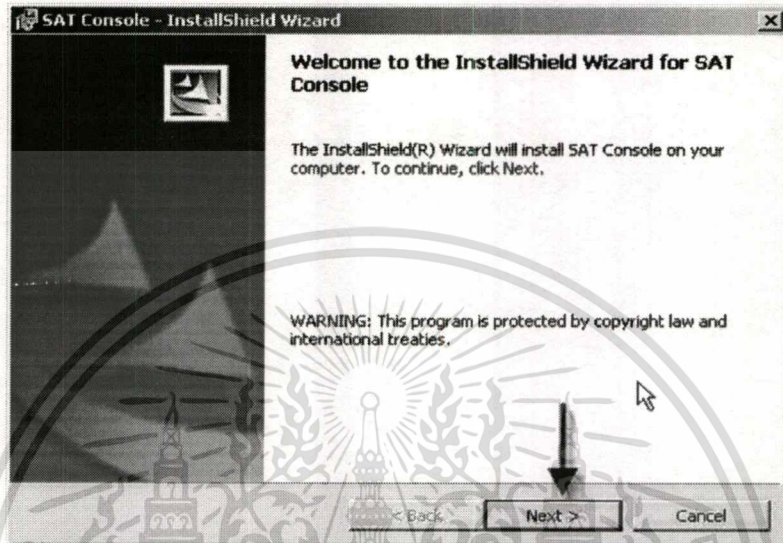 SAT Console - InstallShield Wizard
Welcome to the InstallShield Wizard for SAT
Console
The InstallShield(R) Wizard will install SAT Console on your
computer. To continue, click Next.
WARNING: This program is protected by copyright law and
international treaties.
< Back
Next >
Cancel